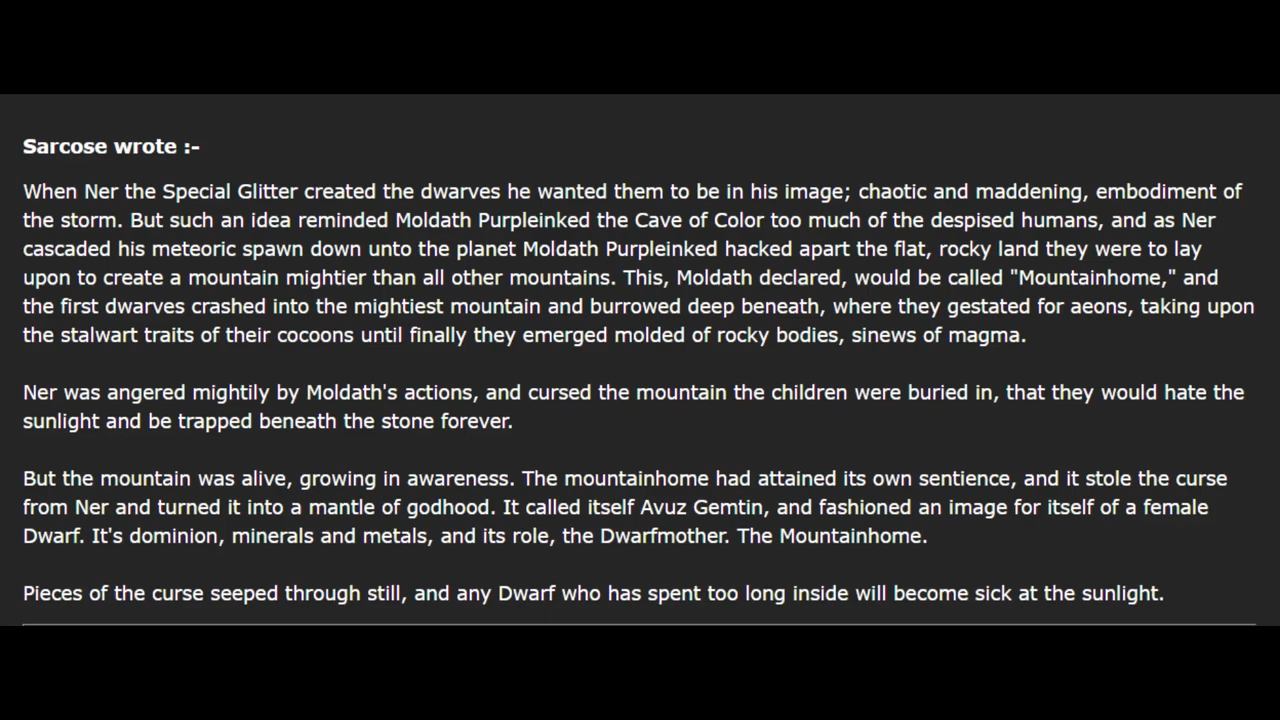 Sarcose wrote :-
When Ner the Special Glitter created the dwarves he wanted them to be in his image; chaotic and maddening, embodiment of
the storm. But such an idea reminded Moldath Purpleinked the Cave of Color too much of the despised humans, and as Ner
cascaded his meteoric spawn down unto the planet Moldath Purpleinked hacked apart the flat, rocky land they were to lay
upon to create a mountain mightier than all other mountains. This, Moldath declared, would be called "Mountainhome," and
the first dwarves crashed into the mightiest mountain and burrowed deep beneath, where they gestated for aeons, taking upon
the stalwart traits of their cocoons until finally they emerged molded of rocky bodies, sinews of magma.
Ner was angered mightily by Moldath's actions, and cursed the mountain the children were buried in, that they would hate the
sunlight and be trapped beneath the stone forever.
But the mountain was alive, growing in awareness. The mountainhome had attained its own sentience, and it stole the curse
from Ner and turned it into a mantle of godhood. It called itself Avuz Gemtin, and fashioned an image for itself of a female
Dwarf. It's dominion, minerals and metals, and its role, the Dwarfmother. The Mountainhome.
Pieces of the curse seeped through still, and any Dwarf who has spent too long inside will become sick at the sunlight.